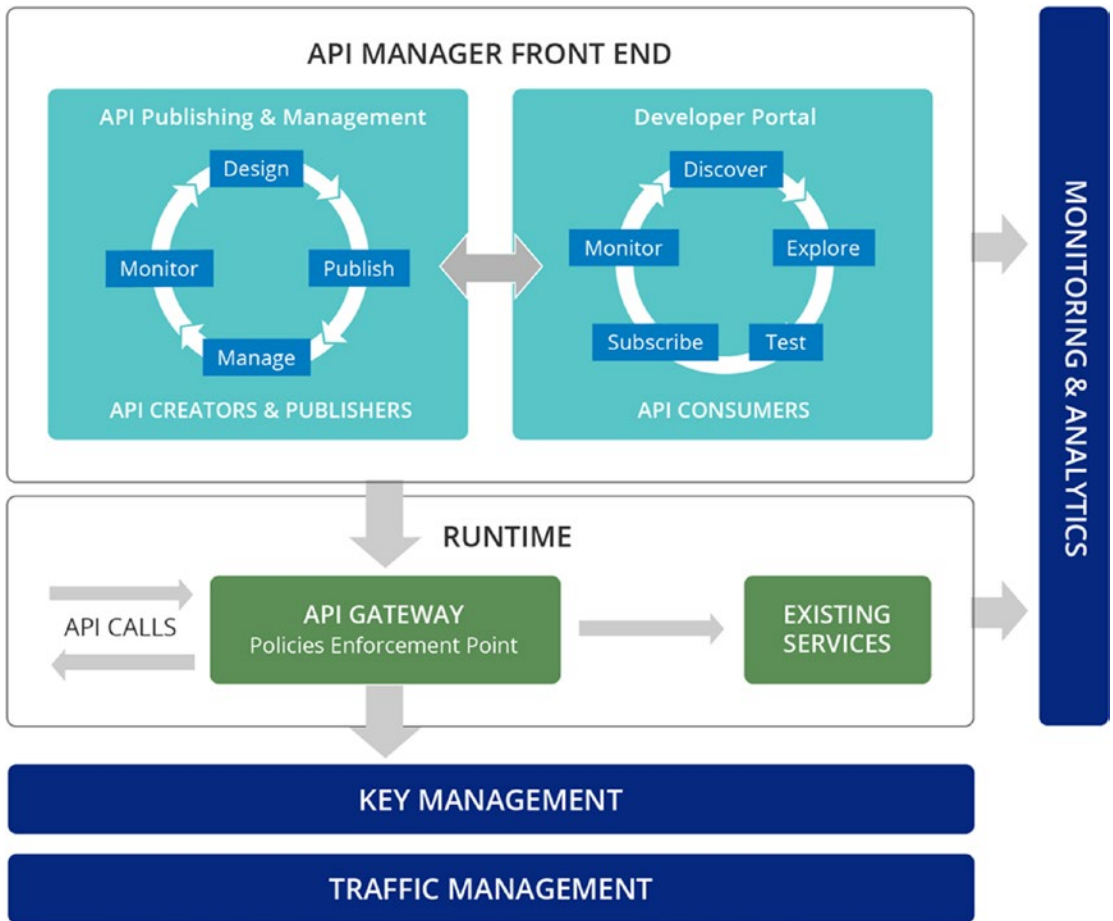 API MANAGER FRONT END
API Publishing & Management
Design
Monitor
Publish
Manage
API CREATORS & PUBLISHERS
Developer Portal
Discover
Monitor
Explore
Subscribe
Test
API CONSUMERS
MONITORING & ANALYTICS
RUNTIME
API CALLS
API GATEWAY
Policies Enforcement Point
EXISTING
SERVICES
KEY MANAGEMENT
TRAFFIC MANAGEMENT